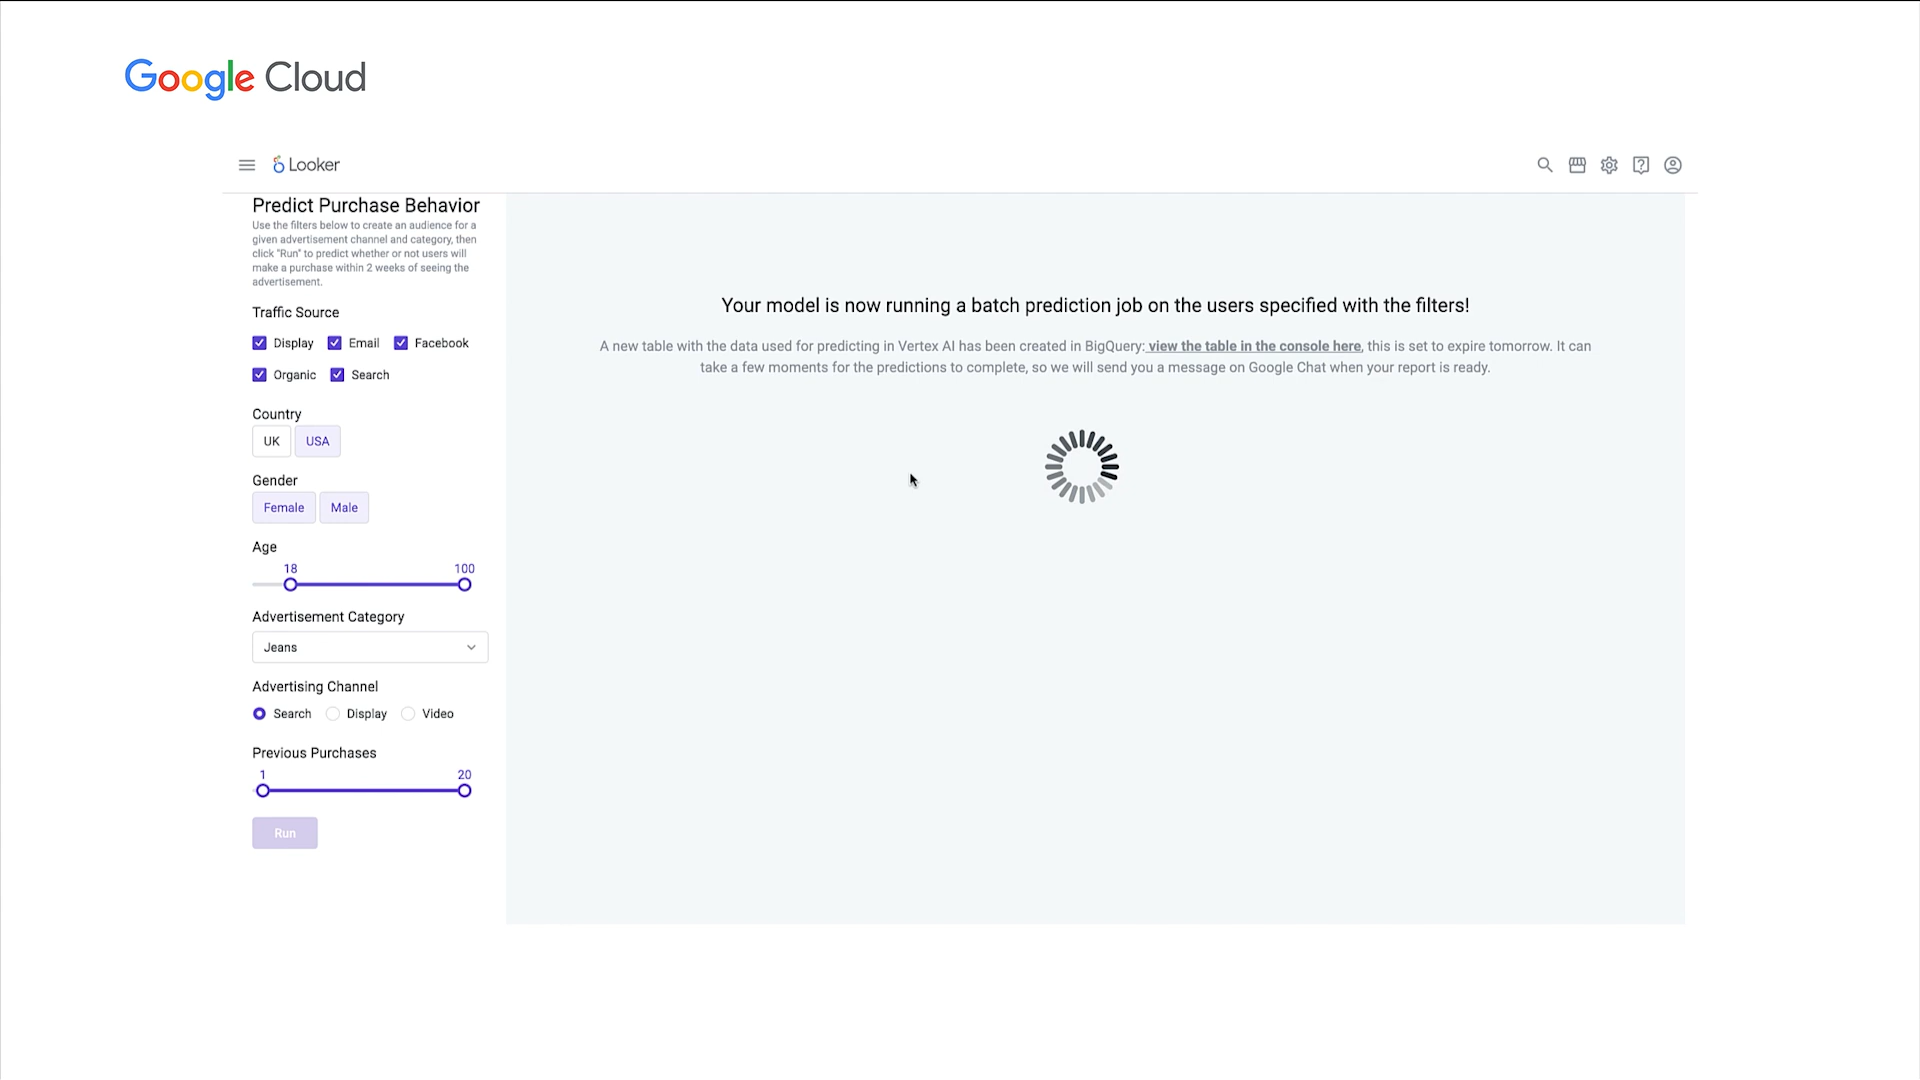 Google Cloud
Looker
Predict Purchase Behavior
Use the filters below to create an audience for a
given advertisement channel and category, then
click "Run" to predict whether or not users will
make a purchase within 2 weeks of seeing the
advertisement.
Traffic Source
Display Email Facebook
Organic Search
Country
UK USA
Gender
Female Male
Age
18 100
Advertisement Category
Jeans
Advertising Channel
Search Display Video
Previous Purchases
1 20
Run
Your model is now running a batch prediction job on the users specified with the filters!
A new table with the data used for predicting in Vertex AI has been created in BigQuery: view the table in the console here, this is set to expire tomorrow. It can
take a few moments for the predictions to complete, so we will send you a message on Google Chat when your report is ready.